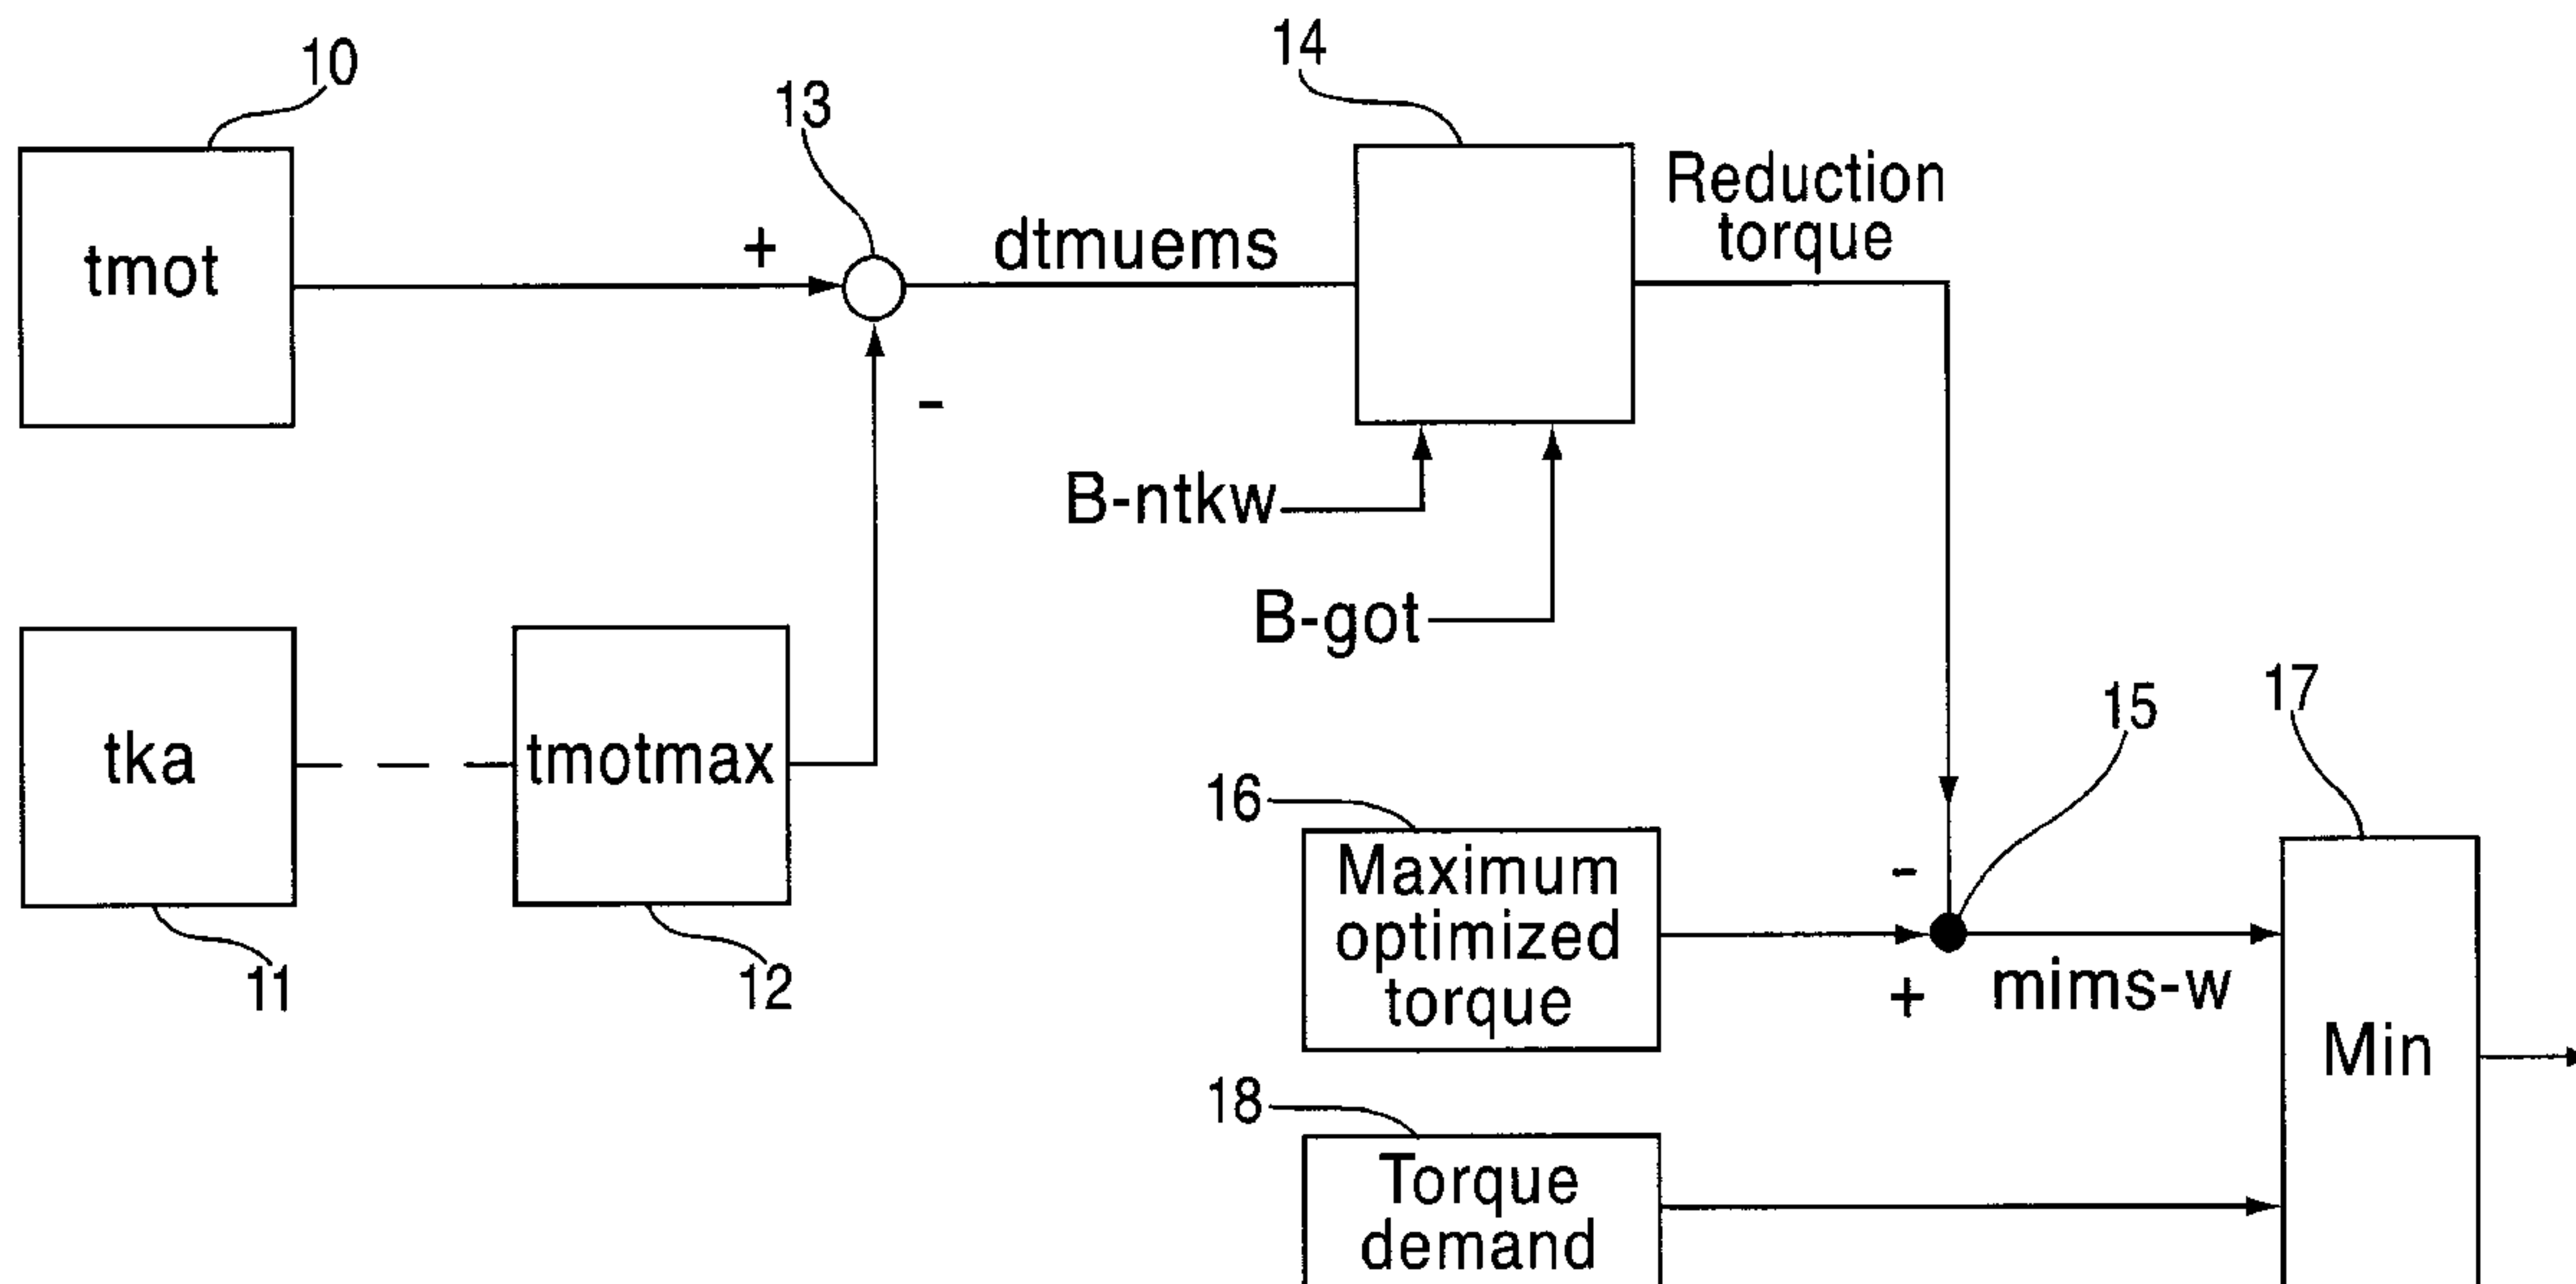 10
14
13
Reduction
torque
tmot
+
dtmuems
-
B-ntkw
B-got
15
17
tka
tmotmax
16
Maximum
optimized
torque
-
+
mims-w
11
12
Min
18
Torque
demand